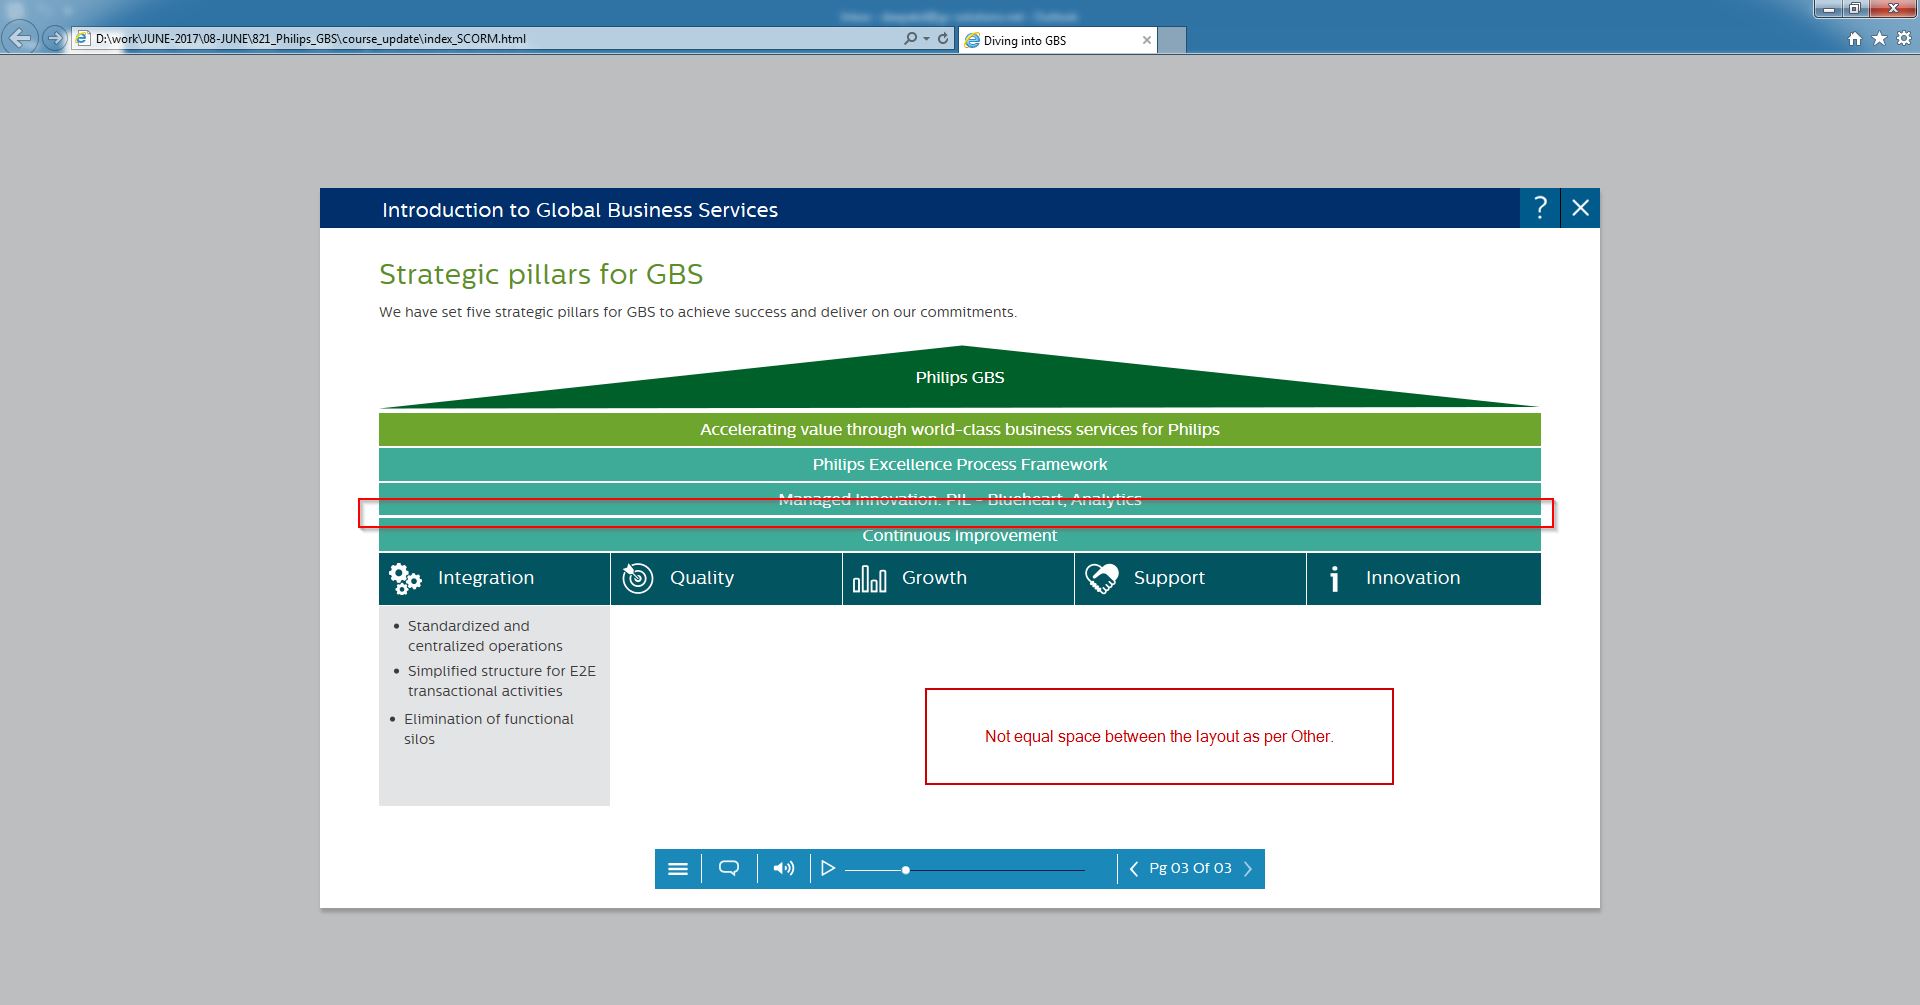 D:\work\JUNE-2017\08-JUNE\821_Philips_GBS\course_update\index_SCORM.html
Diving into GBS
Introduction to Global Business Services
?
Strategic pillars for GBS
We have set five strategic pillars for GBS to achieve success and deliver on our commitments.
Philips GBS
Accelerating value through world-class business services for Philips
Philips Excellence Process Framework
Managed Innovation: PIL - Blueheart, Analytics
Continuous Improvement
Integration
Quality
Growth
Support
Innovation
• Standardized and
centralized operations
• Simplified structure for E2E
transactional activities
• Elimination of functional
silos
Not equal space between the layout as per Other.
Pg 03 Of 03